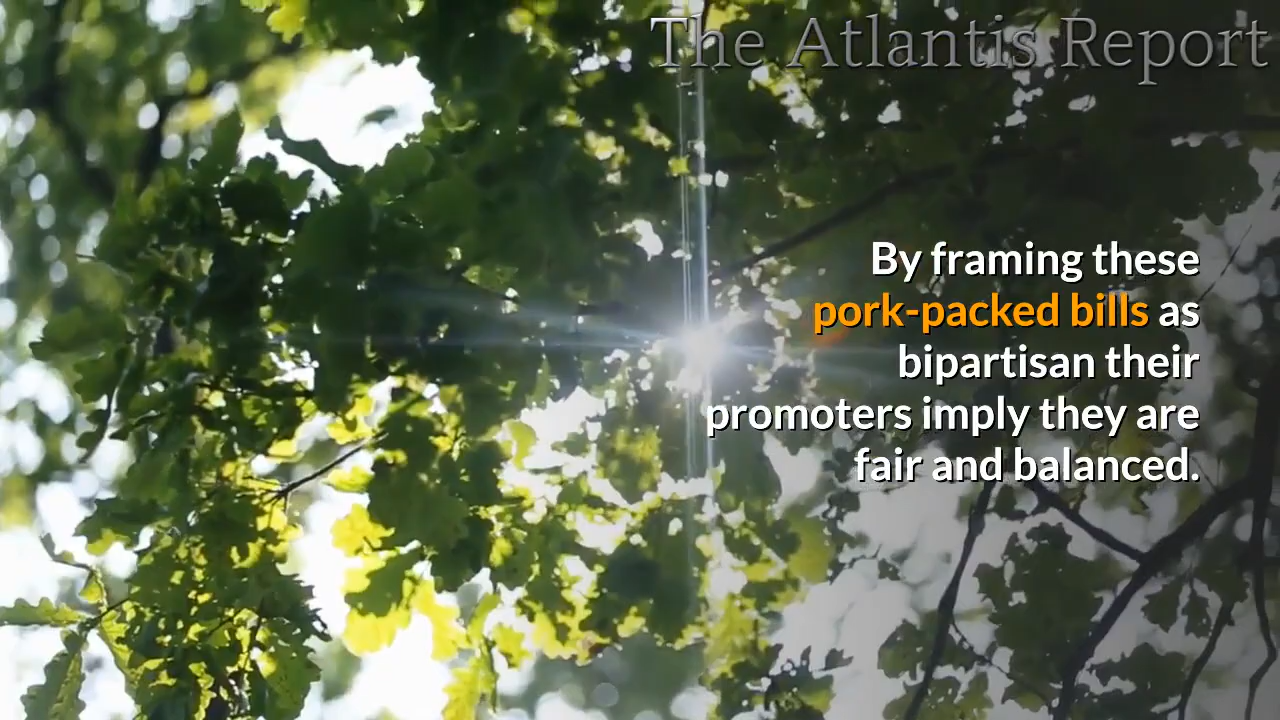 The Atlantis Report
By framing these
pork-packed bills as
bipartisan their
promoters imply they are
fair and balanced.